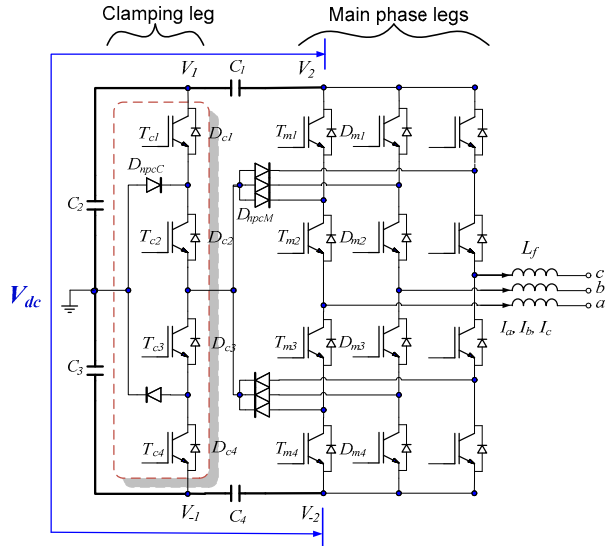 Clamping leg Main phase legs
V1 C1 V2
Tc1 Dc1 Tm1 Dm1
DnpcC
C2 DnpcM
Tc2 Dc2 Tm2 Dm2
Lf
c
Vdc b
a
Ia, Ib, Ic
C3 Tc3 Dc3 Tm3 Dm3
Tc4 Dc4 Tm4 Dm4
V-1 C4 V-2